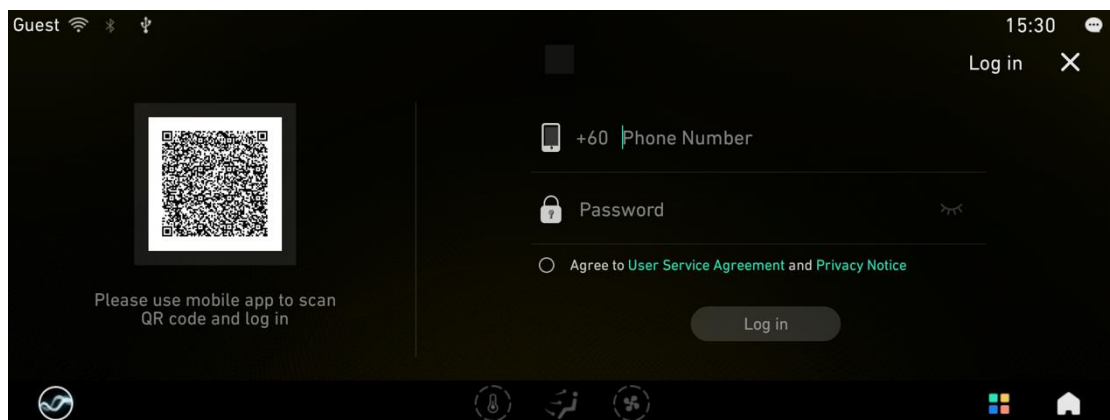 Guest
15:30
Log in
+60 Phone Number
Password
Agree to User Service Agreement and Privacy Notice
Please use mobile app to scan
QR code and log in
Log in